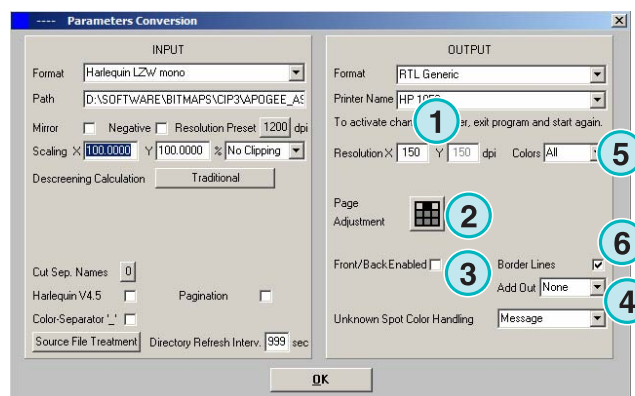 ---- Parameters Conversion
INPUT
Format Harlequin LZW mono
Path D:\SOFTWARE\BITMAPS\CIP3\APOGEE_AS
Mirror Negative Resolution Preset 1200 dpi
Scaling X 100.0000 Y 100.0000 % No Clipping
Descreening Calculation Traditional
Cut Sep. Names 0
Harlequin V4.5 Pagination
Color-Separator '_'
Source File Treatment Directory Refresh Interv. 999 sec
OUTPUT
Format RTL Generic
Printer Name HP
1
To activate exit program and start again.
Resolution X 150 Y 150 dpi Colors All
5
Page
Adjustment
2
6
Front/Back Enabled
3
Border Lines
Add Out None
4
Unknown Spot Color Handling Message
OK